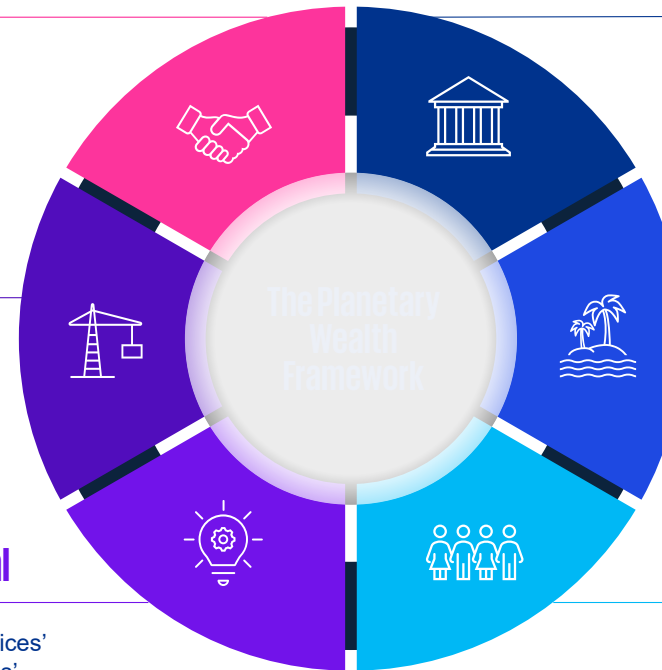 The Planetary
Wealth
Framework
l
ices’
s’